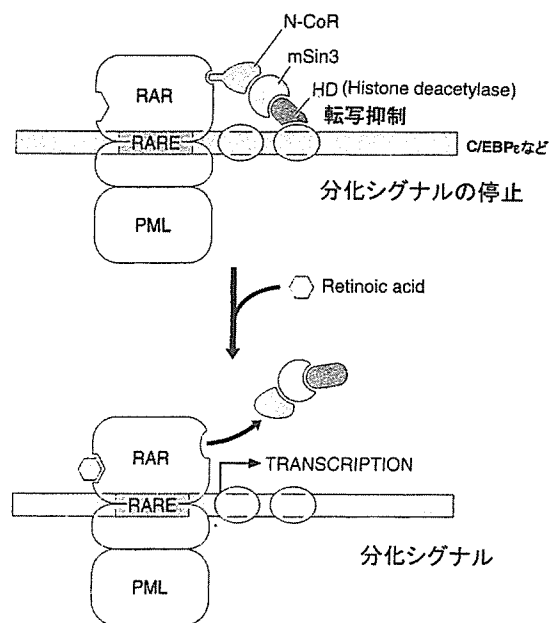 N-CoR
mSin3
HD (Histone deacetylase)
転写抑制
RAR
RARE
C/EBPεなど
分化シグナルの停止
PML
Retinoic acid
RAR
TRANSCRIPTION
RARE
分化シグナル
PML